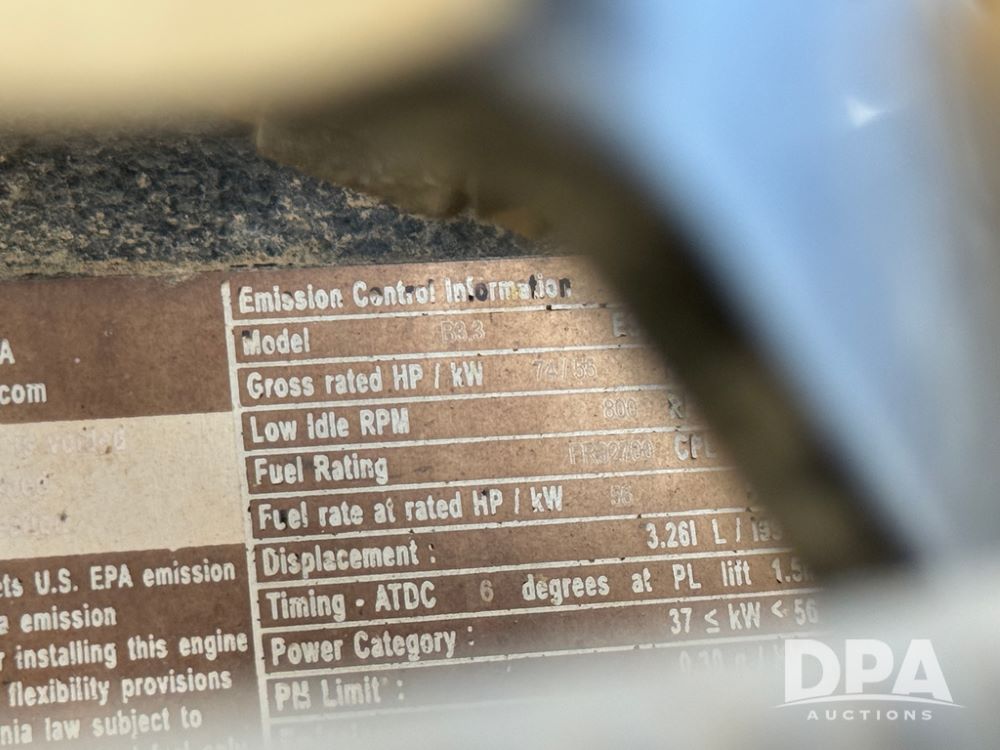 Emission Control Information
Model B3.3
A
Gross rated HP / kW 74/55
com
Low Idle RPM 800
Fuel Rating
Fuel rate at rated HP / kW 56
Displacement : 3.261 L /
ets U.S. EPA emission
Timing - ATDC 6 degrees at PL lift
emission
Power Category : 37 ≤ kW < 56
installing this engine
PM Limit :
flexibility provisions
nia law subject to
DPA
AUCTIONS